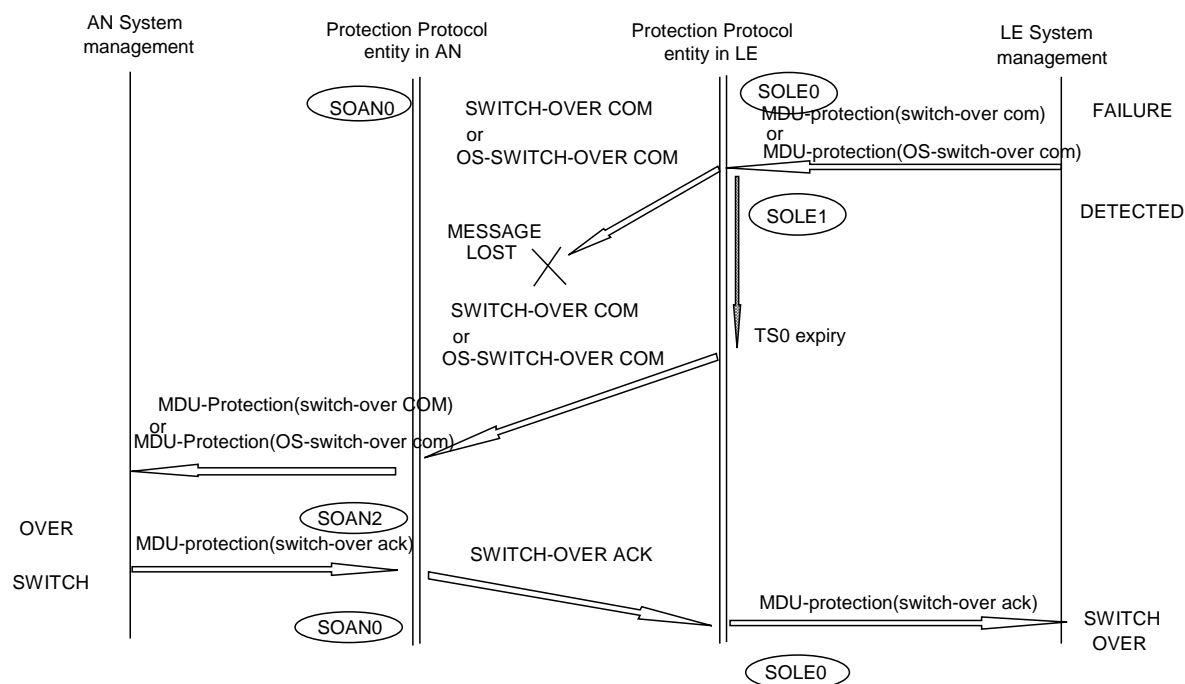 AN System
management
Protection Protocol
entity in AN
Protection Protocol
entity in LE
LE System
management
SOAN0
SWITCH-OVER COM
or
OS-SWITCH-OVER COM
SOLE0
MDU-protection(switch-over com)
or
MDU-protection(OS-switch-over com)
FAILURE
DETECTED
SOLE1
MESSAGE
LOST
SWITCH-OVER COM
or
OS-SWITCH-OVER COM
TS0 expiry
MDU-Protection(switch-over COM)
or
MDU-Protection(OS-switch-over com)
SOAN2
OVER
SWITCH
MDU-protection(switch-over ack)
SWITCH-OVER ACK
SOAN0
MDU-protection(switch-over ack)
SWITCH
OVER
SOLE0